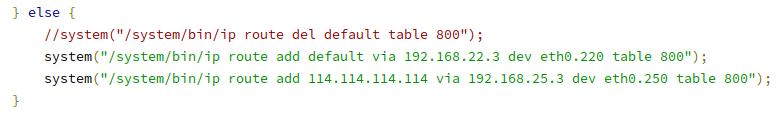 } else {
//system("/system/bin/ip route del default table 800");
system("/system/bin/ip route add default via 192.168.22.3 dev eth0.220 table 800");
system("/system/bin/ip route add 114.114.114.114 via 192.168.25.3 dev eth0.250 table 800");
}